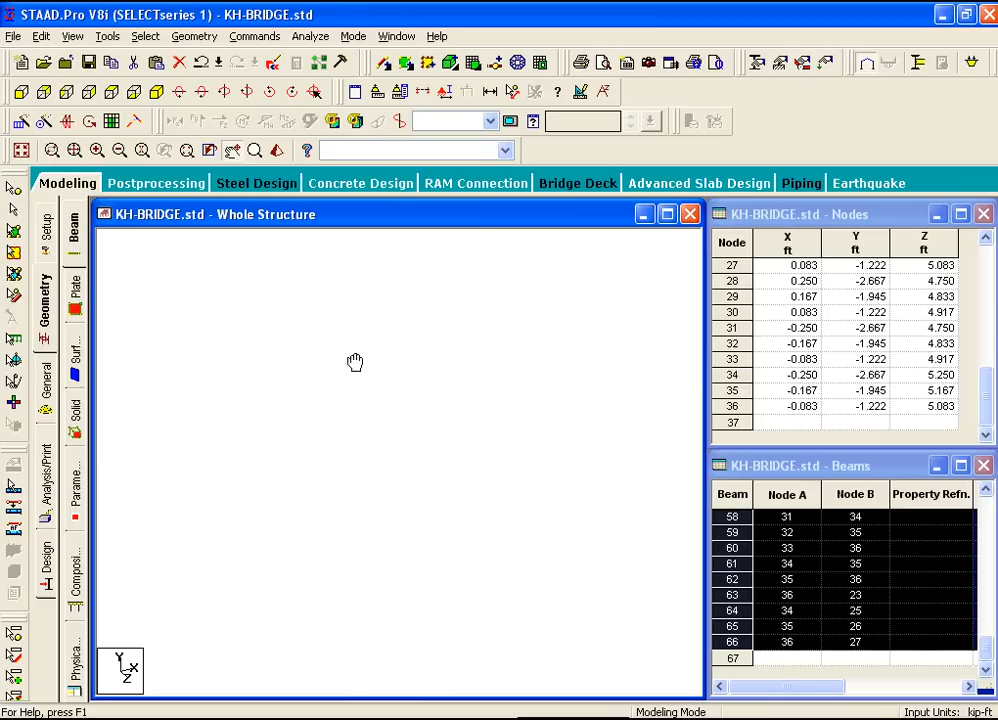 STAAD.Pro V8i (SELECTseries 1) - KH-BRIDGE.std
File Edit View Tools Select Geometry Commands Analyze Mode Window Help
Modeling Postprocessing Steel Design Concrete Design RAM Connection Bridge Deck Advanced Slab Design Piping Earthquake
Setup
Geometry
General
Analysis/Print
Design
Beam
Plate
Surf...
Solid
Parame...
Composi...
Physica...
KH-BRIDGE.std - Whole Structure
Y
X
Z
KH-BRIDGE.std - Nodes
Node X ft Y ft Z ft
27 0.083 -1.222 5.083
28 0.250 -2.667 4.750
29 0.167 -1.945 4.833
30 0.083 -1.222 4.917
31 -0.250 -2.667 4.750
32 -0.167 -1.945 4.833
33 -0.083 -1.222 4.917
34 -0.250 -2.667 5.250
35 -0.167 -1.945 5.167
36 -0.083 -1.222 5.083
37
KH-BRIDGE.std - Beams
Beam Node A Node B Property Refn.
58 31 34
59 32 35
60 33 36
61 34 35
62 35 36
63 36 23
64 34 25
65 35 26
66 36 27
67
For Help, press F1 Modeling Mode Input Units: kip-ft